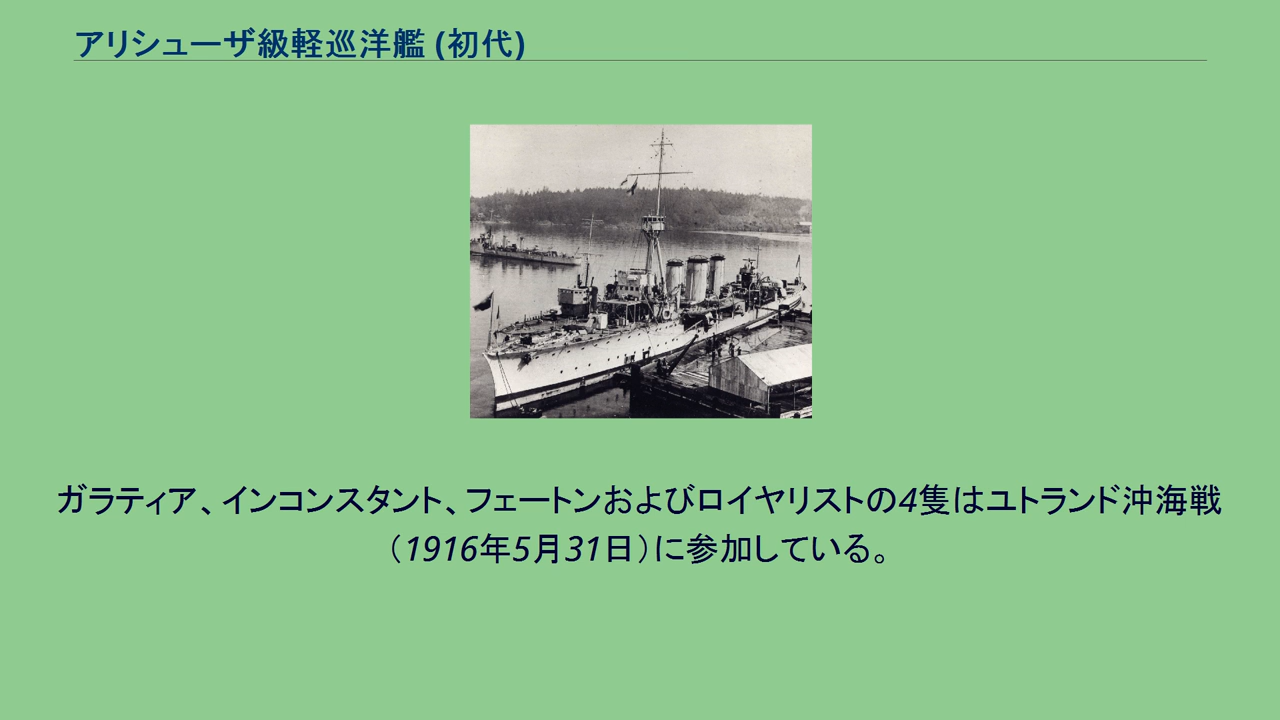 アリシューザ級軽巡洋艦 (初代)
ガラティア、インコンスタント、フェートンおよびロイヤリストの4隻はユトランド沖海戦
（1916年5月31日）に参加している。